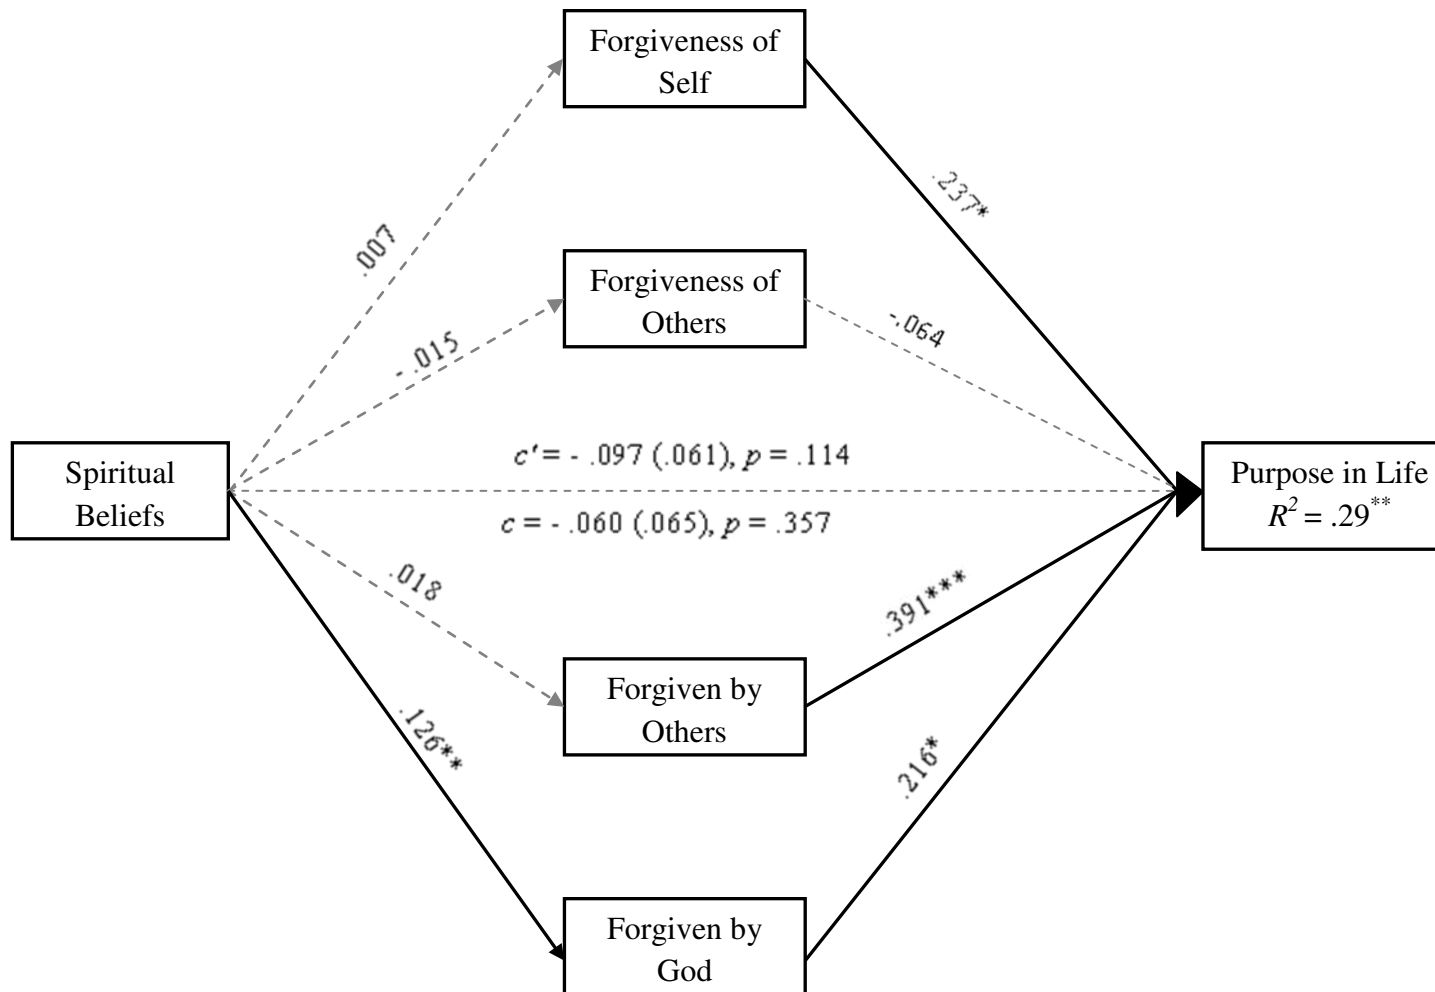 Forgiveness of
Self
.237*
.007
Forgiveness of
Others
-.064
- .015
Spiritual
Beliefs
c' = - .097 (.061), p = .114
c = - .060 (.065), p = .357
Purpose in Life
R² = .29**
.018
.391***
Forgiven by
Others
.126**
.216*
Forgiven by
God